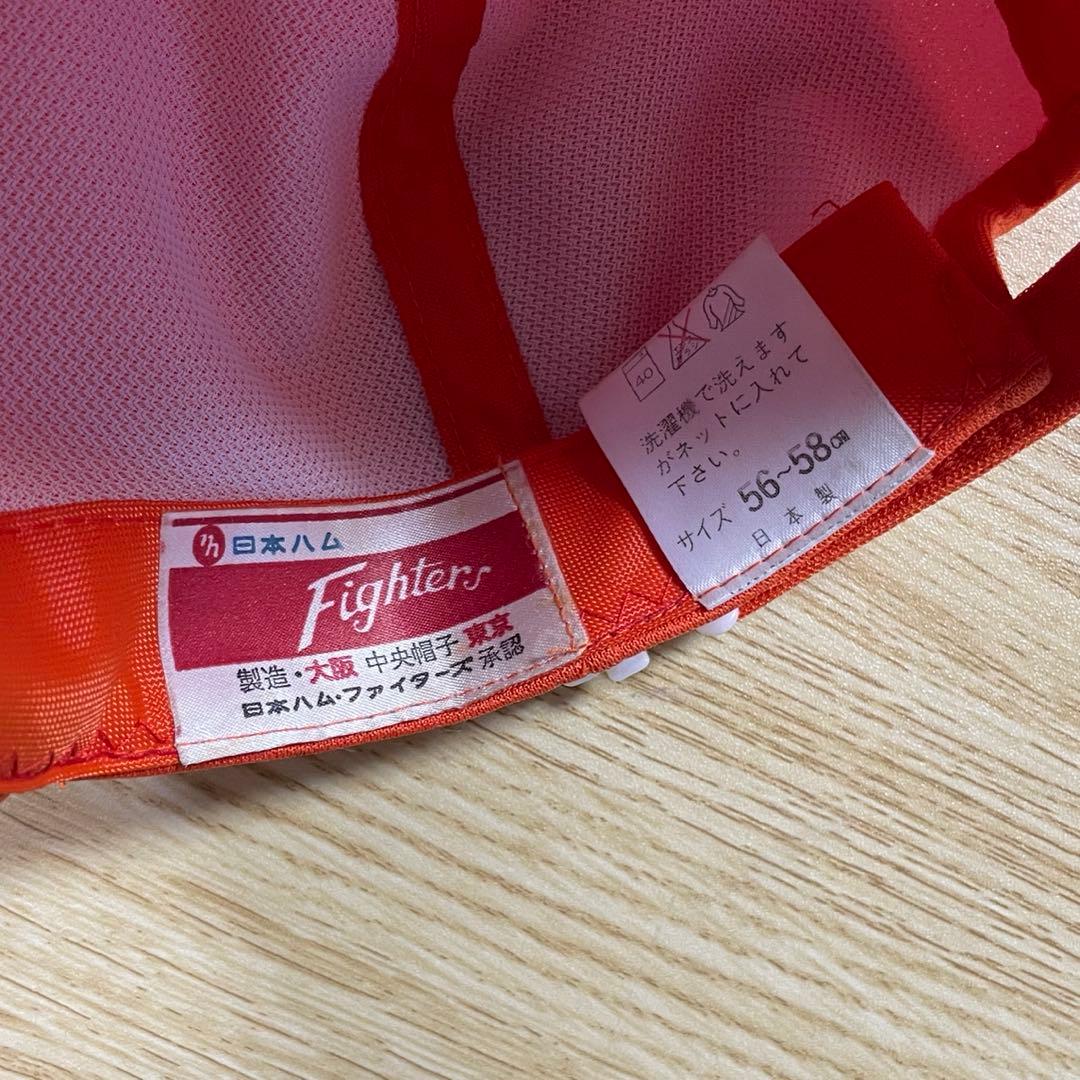 日本ハム
Fighters
製造・大阪 中央帽子 東京
日本ハム・ファイターズ 承認
40
洗濯機で洗えます
がネットに入れて
下さい。
サイズ 56~58cm
日本製